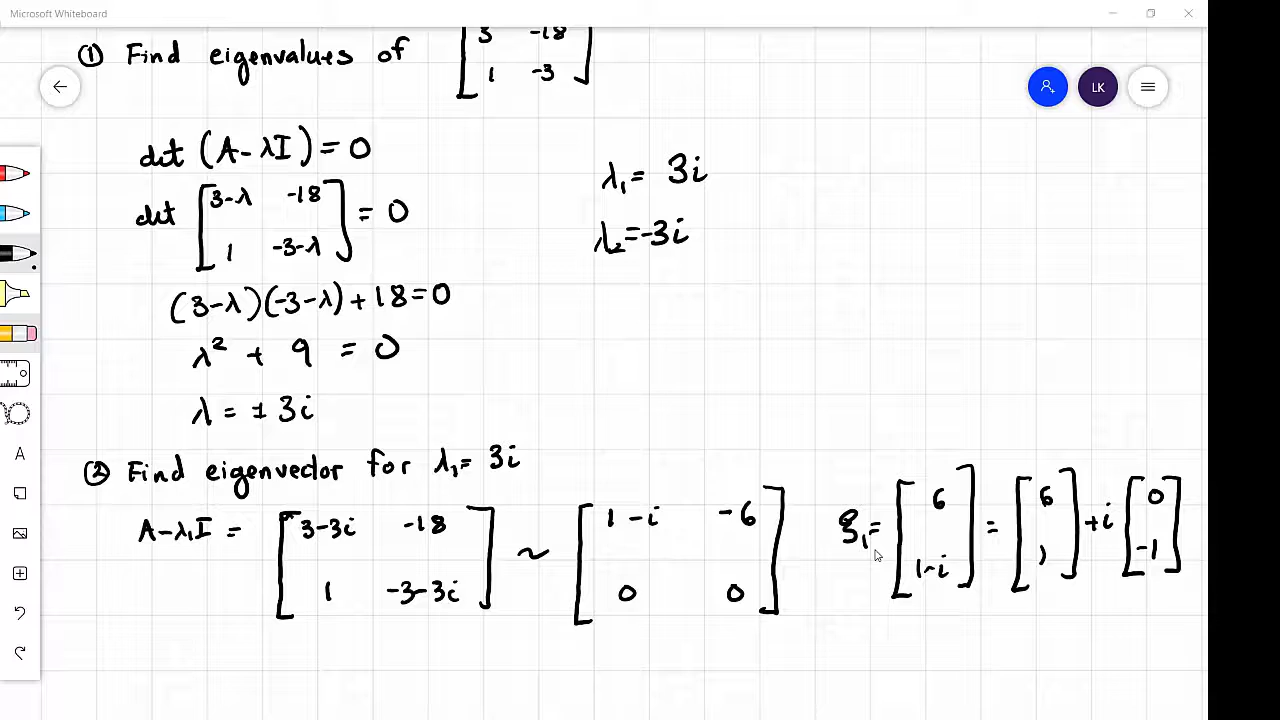 Microsoft Whiteboard
① Find eigenvalues of [3 -18; 1 -3]
LK
det (A-λI) = 0
det [3-λ -18; 1 -3-λ] = 0
λ₁ = 3i
λ₂ = -3i
(3-λ)(-3-λ) + 18 = 0
λ² + 9 = 0
λ = ± 3i
② Find eigenvector for λ₁ = 3i
A-λ₁I = [3-3i -18; 1 -3-3i] ~ [1-i -6; 0 0]
ξ₁ = [6; 1-i] = [6; 1] + i [0; -1]
A